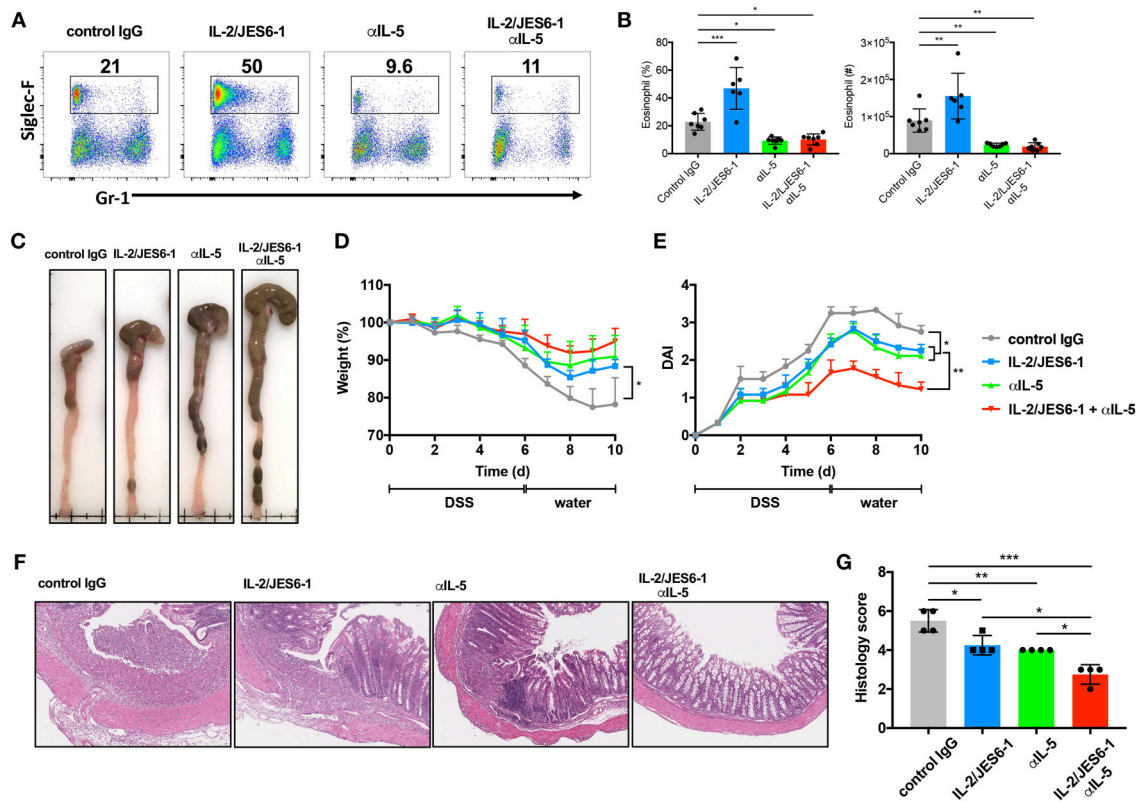 A
control IgG
IL-2/JES6-1
αIL-5
IL-2/JES6-1
αIL-5
21
50
9.6
11
Siglec-F
Gr-1
B
Eosinophil (%)
80
60
40
20
0
*
*
***
Control IgG
IL-2/JES6-1
αIL-5
IL-2/LJES6-1
αIL-5
Eosinophil (#)
3×10⁵
2×10⁵
1×10⁵
0
**
**
**
Control IgG
IL-2/JES6-1
αIL-5
IL-2/LJES6-1
αIL-5
C
control IgG
IL-2/JES6-1
αIL-5
IL-2/JES6-1
αIL-5
D
Weight (%)
110
100
90
80
70
0
2
4
6
8
10
*
Time (d)
DSS
water
E
DAI
4
3
2
1
0
0
2
4
6
8
10
*
**
Time (d)
DSS
water
control IgG
IL-2/JES6-1
αIL-5
IL-2/JES6-1 + αIL-5
F
control IgG
IL-2/JES6-1
αIL-5
IL-2/JES6-1
αIL-5
G
Histology score
8
6
4
2
0
***
**
*
*
*
control IgG
IL-2/JES6-1
αIL-5
IL-2/JES6-1
αIL-5